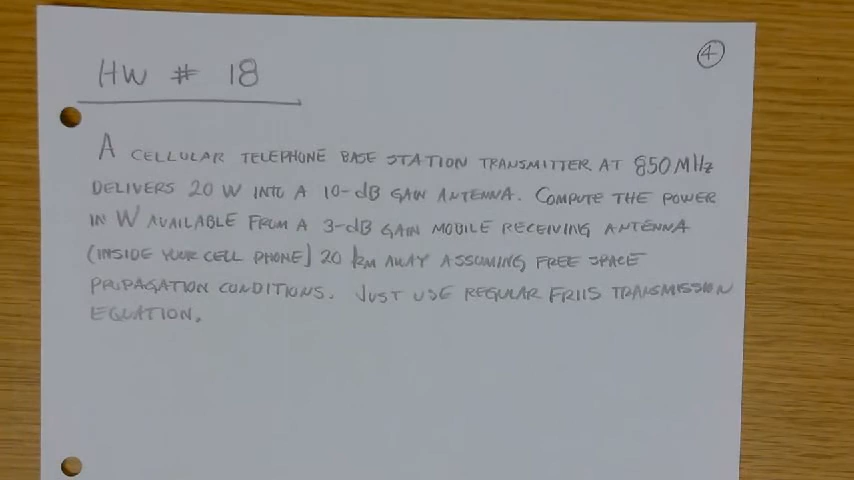 4
HW # 18
A CELLULAR TELEPHONE BASE STATION TRANSMITTER AT 850 MHz
DELIVERS 20 W INTO A 10-dB GAIN ANTENNA. COMPUTE THE POWER
IN W AVAILABLE FROM A 3-dB GAIN MOBILE RECEIVING ANTENNA
(INSIDE YOUR CELL PHONE) 20 km AWAY ASSUMING FREE SPACE
PROPAGATION CONDITIONS. JUST USE REGULAR FRIIS TRANSMISSION
EQUATION.